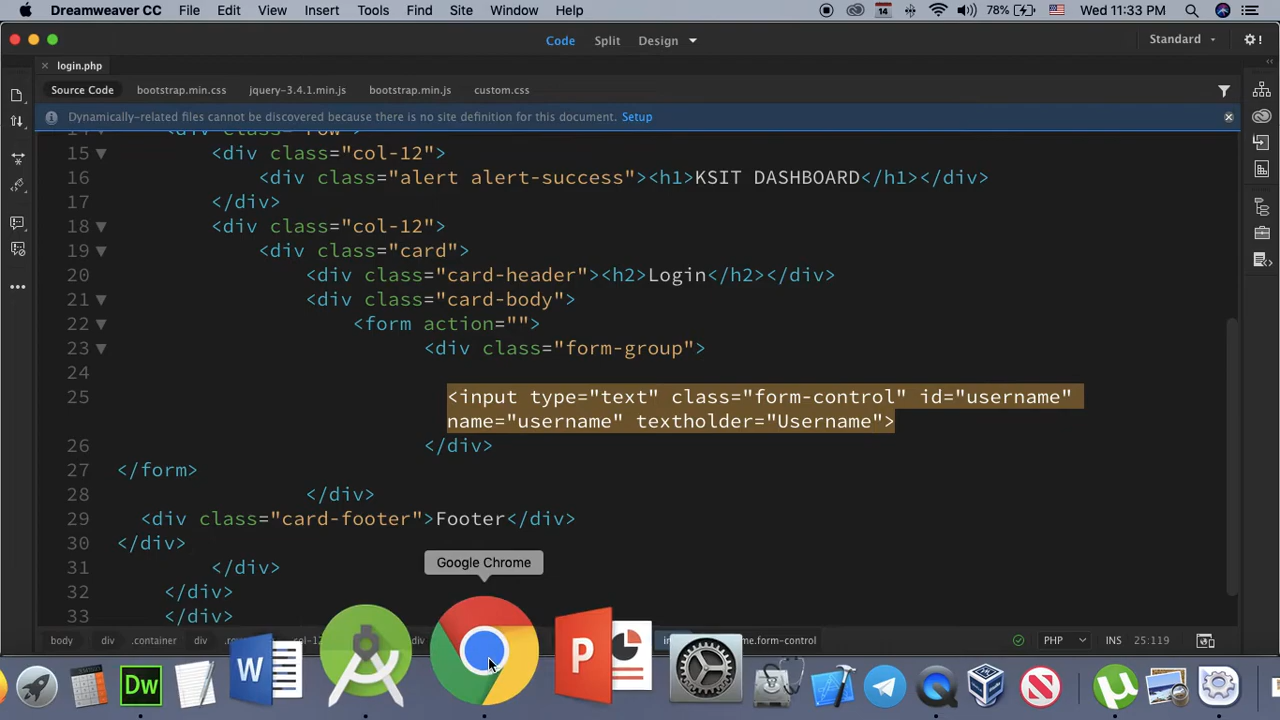 Dreamweaver CC File Edit View Insert Tools Find Site Window Help 14 78% Wed 11:33 PM
Code Split Design Standard
login.php
Source Code bootstrap.min.css jquery-3.4.1.min.js bootstrap.min.js custom.css
Dynamically-related files cannot be discovered because there is no site definition for this document. Setup
15 <div class="col-12">
16 <div class="alert alert-success"><h1>KSIT DASHBOARD</h1></div>
17 </div>
18 <div class="col-12">
19 <div class="card">
20 <div class="card-header"><h2>Login</h2></div>
21 <div class="card-body">
22 <form action="">
23 <div class="form-group">
24
25 <input type="text" class="form-control" id="username"
name="username" textholder="Username">
26 </div>
27 </form>
28 </div>
29 <div class="card-footer">Footer</div>
30 </div>
31 </div>
32 </div>
33 </div>
Google Chrome
body div .container div div PHP INS 25:119
Dw W P N